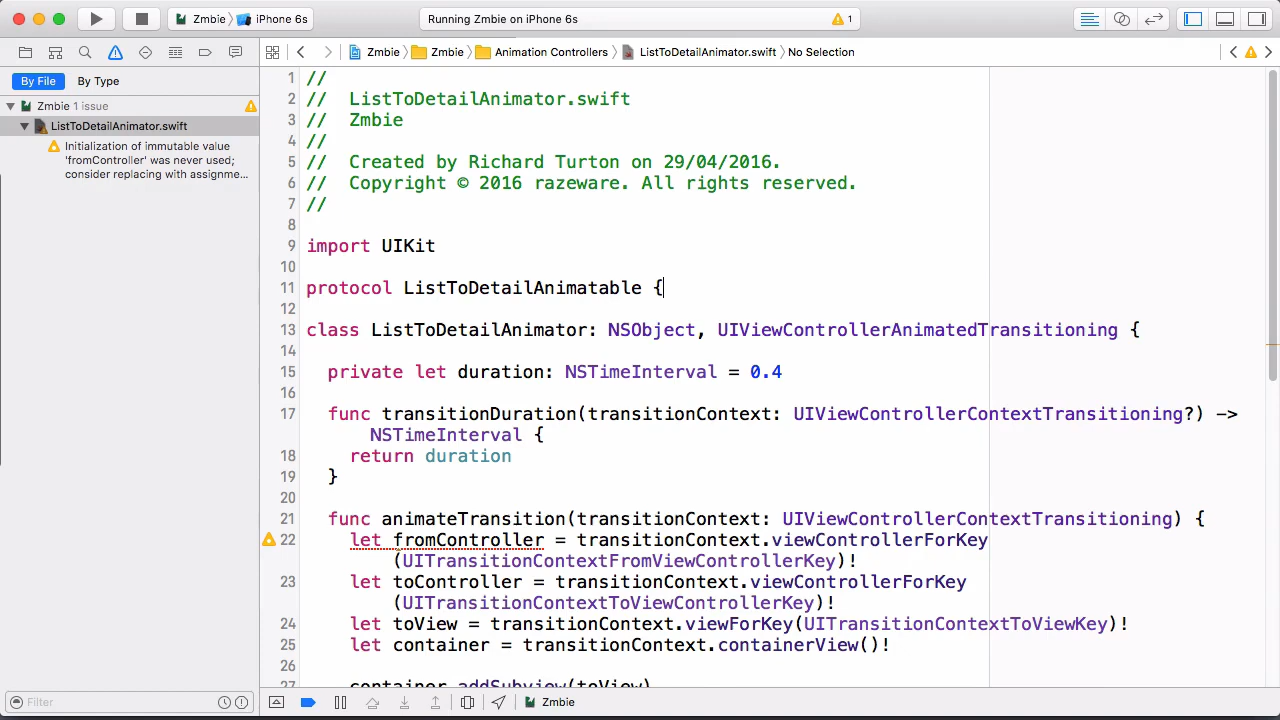 Zmbie iPhone 6s Running Zmbie on iPhone 6s 1
Zmbie Zmbie Animation Controllers ListToDetailAnimator.swift No Selection
By File By Type
Zmbie 1 issue
ListToDetailAnimator.swift
Initialization of immutable value
'fromController' was never used;
consider replacing with assignme...
1 //
2 //  ListToDetailAnimator.swift
3 //  Zmbie
4 //
5 //  Created by Richard Turton on 29/04/2016.
6 //  Copyright © 2016 razeware. All rights reserved.
7 //
8
9 import UIKit
10
11 protocol ListToDetailAnimatable {
12
13 class ListToDetailAnimator: NSObject, UIViewControllerAnimatedTransitioning {
14
15   private let duration: NSTimeInterval = 0.4
16
17   func transitionDuration(transitionContext: UIViewControllerContextTransitioning?) ->
NSTimeInterval {
18     return duration
19   }
20
21   func animateTransition(transitionContext: UIViewControllerContextTransitioning) {
22     let fromController = transitionContext.viewControllerForKey
(UITransitionContextFromViewControllerKey)!
23     let toController = transitionContext.viewControllerForKey
(UITransitionContextToViewControllerKey)!
24     let toView = transitionContext.viewForKey(UITransitionContextToViewKey)!
25     let container = transitionContext.containerView()!
26
27     container.addSubview(toView)
Filter Zmbie